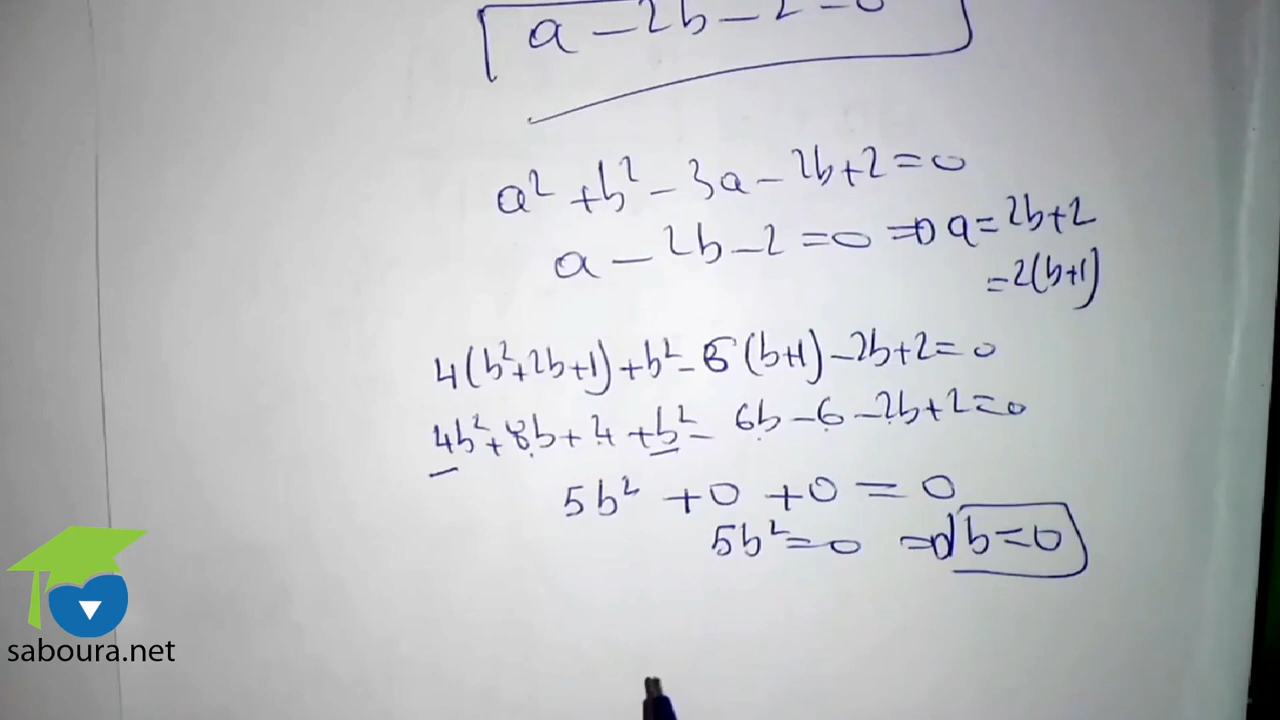 a - 2b - 2 = 0
a² + b² - 3a - 2b + 2 = 0
a - 2b - 2 = 0 => a = 2b + 2
= 2(b+1)
4(b² + 2b + 1) + b² - 6(b+1) - 2b + 2 = 0
4b² + 8b + 4 + b² - 6b - 6 - 2b + 2 = 0
5b² + 0 + 0 = 0
5b² = 0 => b = 0
saboura.net